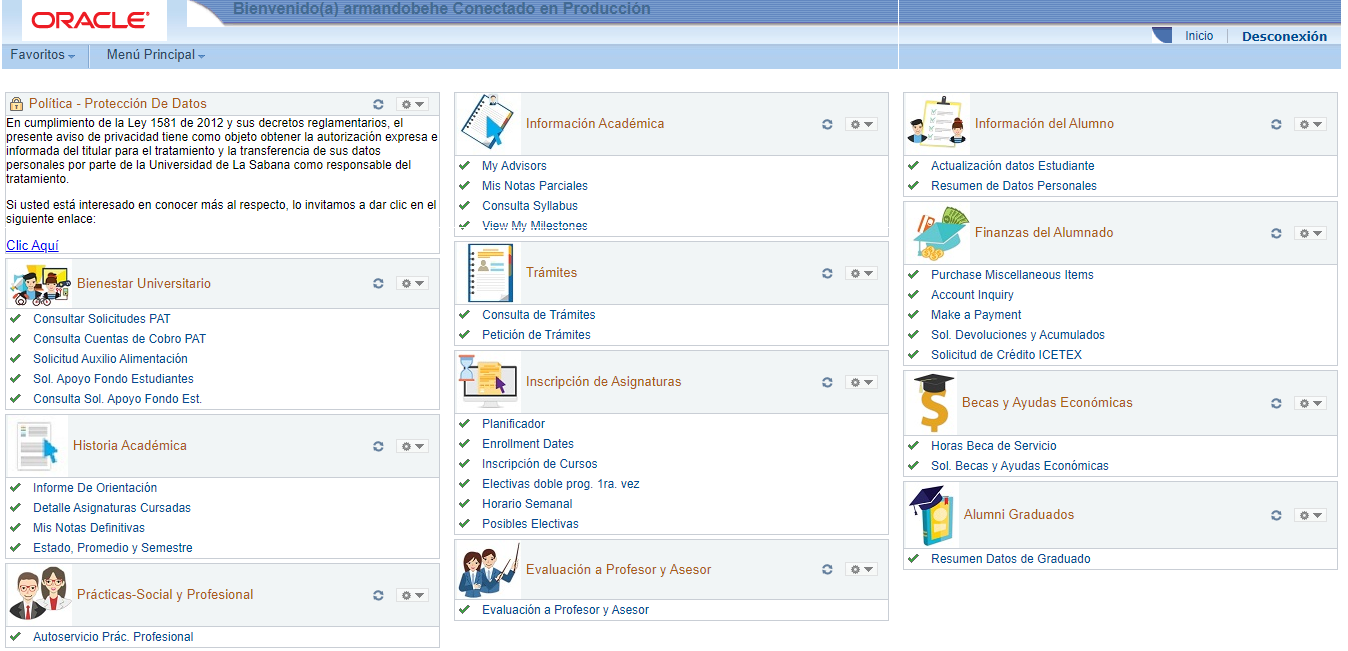 ORACLE
Bienvenido(a) armandobehe Conectado en Producción
Inicio
Desconexión
Favoritos
Menú Principal
Política - Protección De Datos
En cumplimiento de la Ley 1581 de 2012 y sus decretos reglamentarios, el
presente aviso de privacidad tiene como objeto obtener la autorización expresa e
informada del titular para el tratamiento y la transferencia de sus datos
personales por parte de la Universidad de La Sabana como responsable del
tratamiento.
Si usted está interesado en conocer más al respecto, lo invitamos a dar clic en el
siguiente enlace:
Clic Aquí
Bienestar Universitario
Consultar Solicitudes PAT
Consulta Cuentas de Cobro PAT
Solicitud Auxilio Alimentación
Sol. Apoyo Fondo Estudiantes
Consulta Sol. Apoyo Fondo Est.
Historia Académica
Informe De Orientación
Detalle Asignaturas Cursadas
Mis Notas Definitivas
Estado, Promedio y Semestre
Prácticas-Social y Profesional
Autoservicio Prác. Profesional
Información Académica
My Advisors
Mis Notas Parciales
Consulta Syllabus
View My Milestones
Trámites
Consulta de Trámites
Petición de Trámites
Inscripción de Asignaturas
Planificador
Enrollment Dates
Inscripción de Cursos
Electivas doble prog. 1ra. vez
Horario Semanal
Posibles Electivas
Evaluación a Profesor y Asesor
Evaluación a Profesor y Asesor
Información del Alumno
Actualización datos Estudiante
Resumen de Datos Personales
Finanzas del Alumnado
Purchase Miscellaneous Items
Account Inquiry
Make a Payment
Sol. Devoluciones y Acumulados
Solicitud de Crédito ICETEX
Becas y Ayudas Económicas
Horas Beca de Servicio
Sol. Becas y Ayudas Económicas
Alumni Graduados
Resumen Datos de Graduado